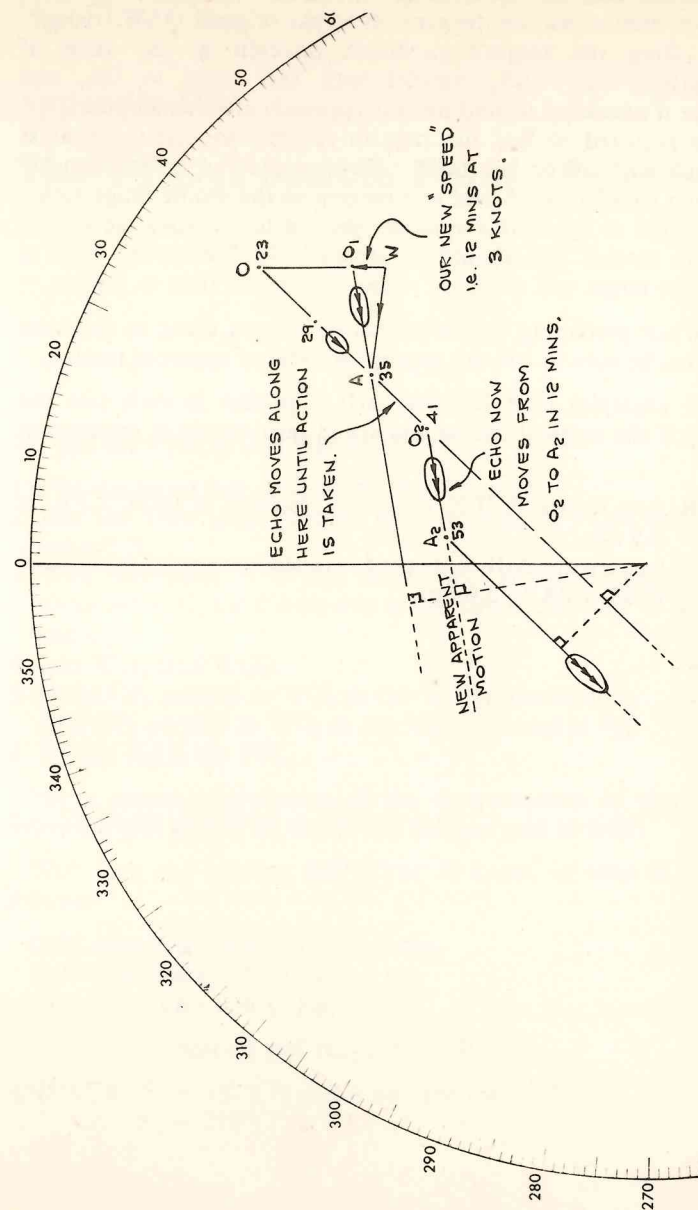 270
280
290
300
310
320
330
340
350
0
10
20
30
40
50
60
O 23
29.
O1
W
A
35
OUR NEW "SPEED"
i.e. 12 MINS AT
3 KNOTS.
ECHO MOVES ALONG
HERE UNTIL ACTION
IS TAKEN.
O2 41
A2
53
ECHO NOW
MOVES FROM
O2 TO A2 IN 12 MINS.
NEW APPARENT
MOTION